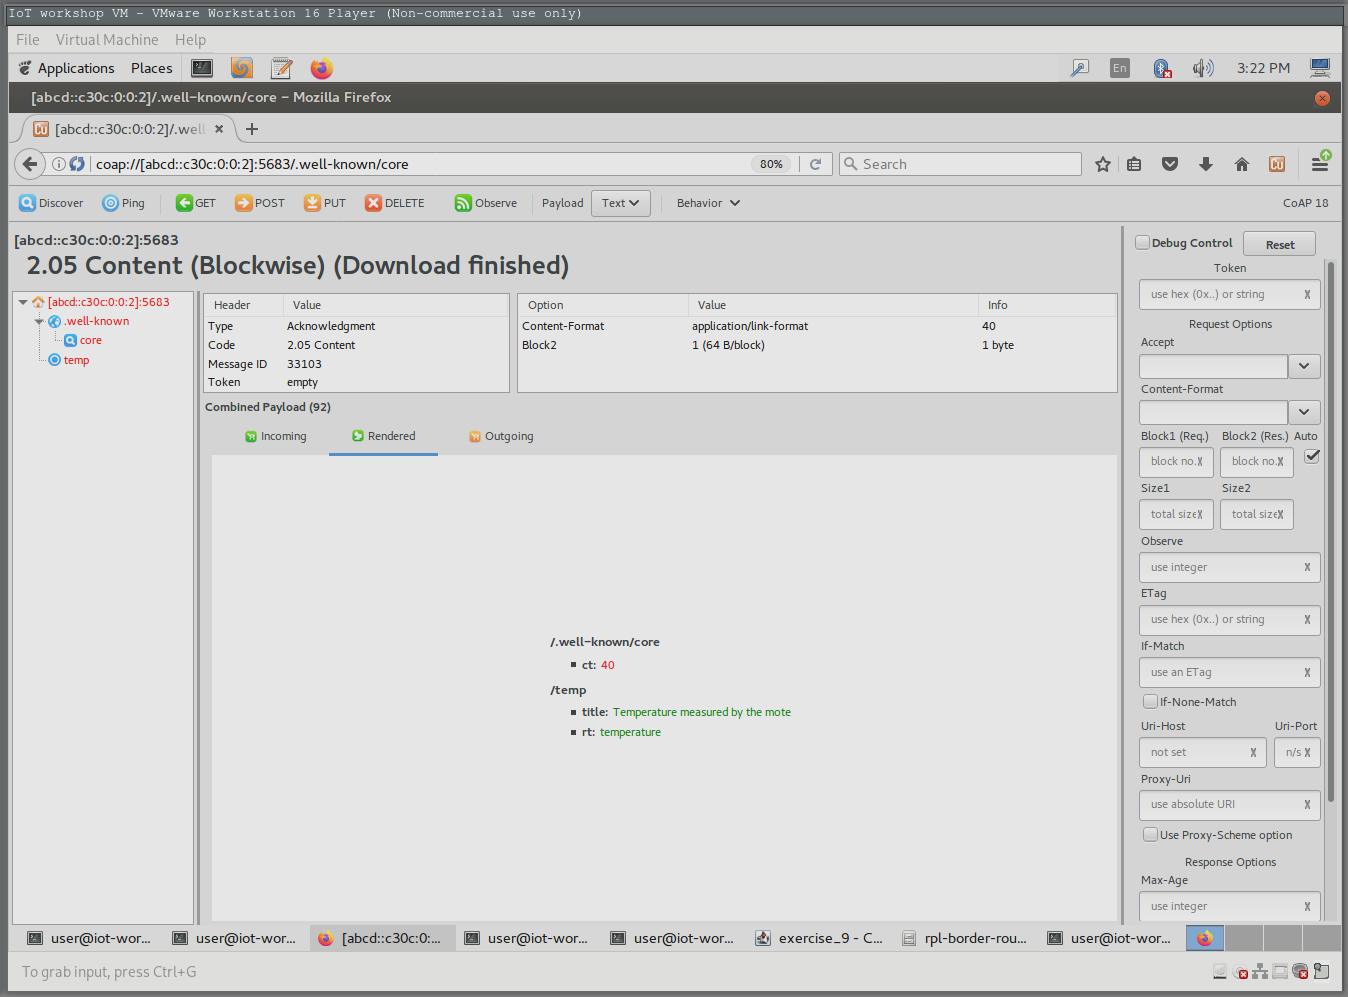 IoT workshop VM - VMware Workstation 16 Player (Non-commercial use only)
File Virtual Machine Help
Applications Places En 3:22 PM
[abcd::c30c:0:0:2]/.well-known/core - Mozilla Firefox
[abcd::c30c:0:0:2]/.well
coap://[abcd::c30c:0:0:2]:5683/.well-known/core 80% Search
Discover Ping GET POST PUT DELETE Observe Payload Text Behavior CoAP 18
[abcd::c30c:0:0:2]:5683
2.05 Content (Blockwise) (Download finished)
[abcd::c30c:0:0:2]:5683
.well-known
core
temp
Header Value
Type Acknowledgment
Code 2.05 Content
Message ID 33103
Token empty
Option Value Info
Content-Format application/link-format 40
Block2 1 (64 B/block) 1 byte
Combined Payload (92)
Incoming Rendered Outgoing
/.well-known/core
ct: 40
/temp
title: Temperature measured by the mote
rt: temperature
Debug Control Reset
Token
use hex (0x..) or string X
Request Options
Accept
Content-Format
Block1 (Req.) Block2 (Res.) Auto
block no. X block no. X
Size1 Size2
total size X total size X
Observe
use integer X
ETag
use hex (0x..) or string X
If-Match
use an ETag X
If-None-Match
Uri-Host Uri-Port
not set X n/s X
Proxy-Uri
use absolute URI X
Use Proxy-Scheme option
Response Options
Max-Age
use integer X
user@iot-wor... user@iot-wor... [abcd::c30c:0:... user@iot-wor... user@iot-wor... exercise_9 - C... rpl-border-rou... user@iot-wor...
To grab input, press Ctrl+G